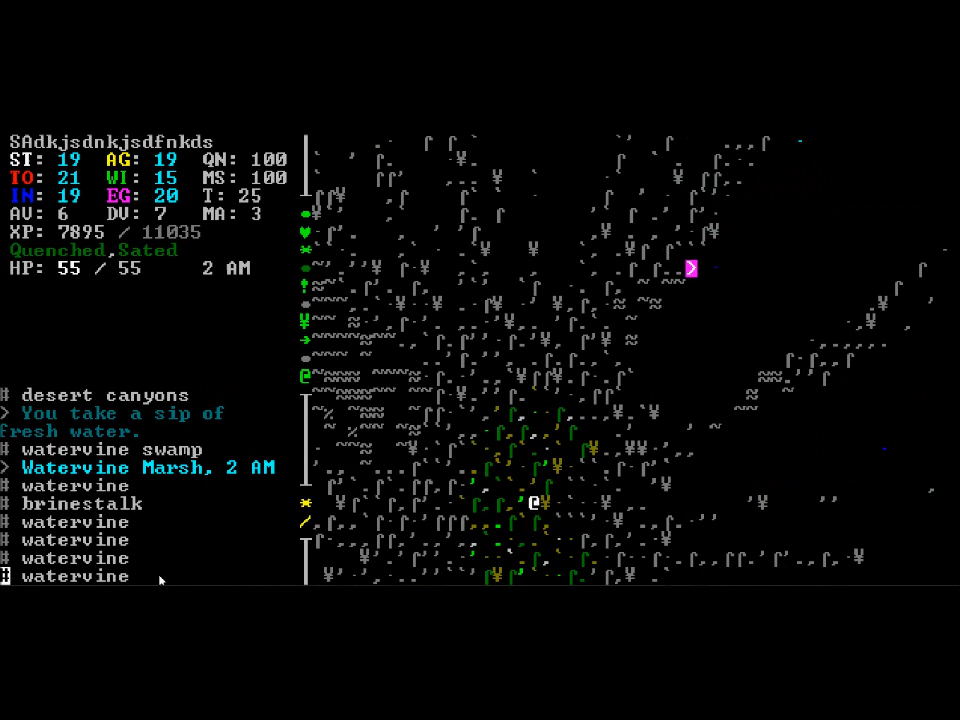 SAdkjsdnkjsdfnkds
ST: 19 AG: 19 QN: 100
TO: 21 WI: 15 MS: 100
IN: 19 EG: 20 T: 25
AV: 6 DV: 7 MA: 3
XP: 7895 / 11035
Quenched,Sated
HP: 55 / 55 2 AM
# desert canyons
> You take a sip of
fresh water.
# watervine swamp
> Watervine Marsh, 2 AM
# watervine
# brinestalk
# watervine
# watervine
# watervine
# watervine